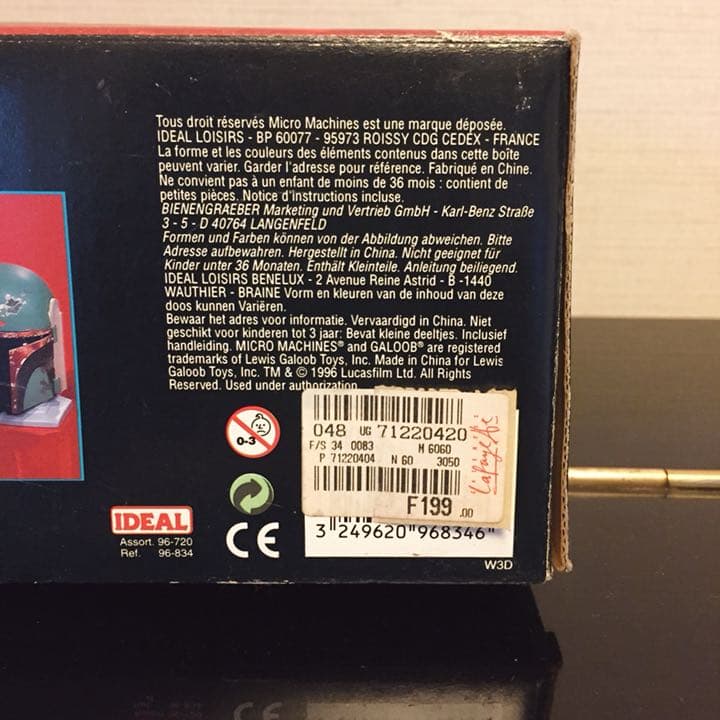 Tous droit réservés Micro Machines est une marque déposée.
IDEAL LOISIRS - BP 60077 - 95973 ROISSY CDG CEDEX - FRANCE
La forme et les couleurs des éléments contenus dans cette boîte
peuvent varier. Garder l'adresse pour référence. Fabriqué en Chine.
Ne convient pas à un enfant de moins de 36 mois : contient de
petites pièces. Notice d'instructions incluse.
BIENENGRAEBER Marketing und Vertrieb GmbH - Karl-Benz Straße
3 - 5 - D 40764 LANGENFELD
Formen und Farben können von der Abbildung abweichen. Bitte
Adresse aufbewahren. Hergestellt in China. Nicht geeignet für
Kinder unter 36 Monaten. Enthält Kleinteile. Anleitung beiliegend.
IDEAL LOISIRS BENELUX - 2 Avenue Reine Astrid - B -1440
WAUTHIER - BRAINE Vorm en kleuren van de inhoud van deze
doos kunnen Variëren.
Bewaar het adres voor informatie. Vervaardigd in China. Niet
geschikt voor kinderen tot 3 jaar: Bevat kleine deeltjes. Inclusief
handleiding. MICRO MACHINES® and GALOOB® are registered
trademarks of Lewis Galoob Toys, Inc. Made in China for Lewis
Galoob Toys, Inc. TM & © 1996 Lucasfilm Ltd. All Rights
Reserved. Used under authorization.
0-3
048 UG 71220420
F/S 34 0083 M 6060
P 71220404 N 60 3050
F199.00
Lafayette
3 249620 968346
IDEAL
Assort. 96-720
Ref. 96-834
CE
W3D